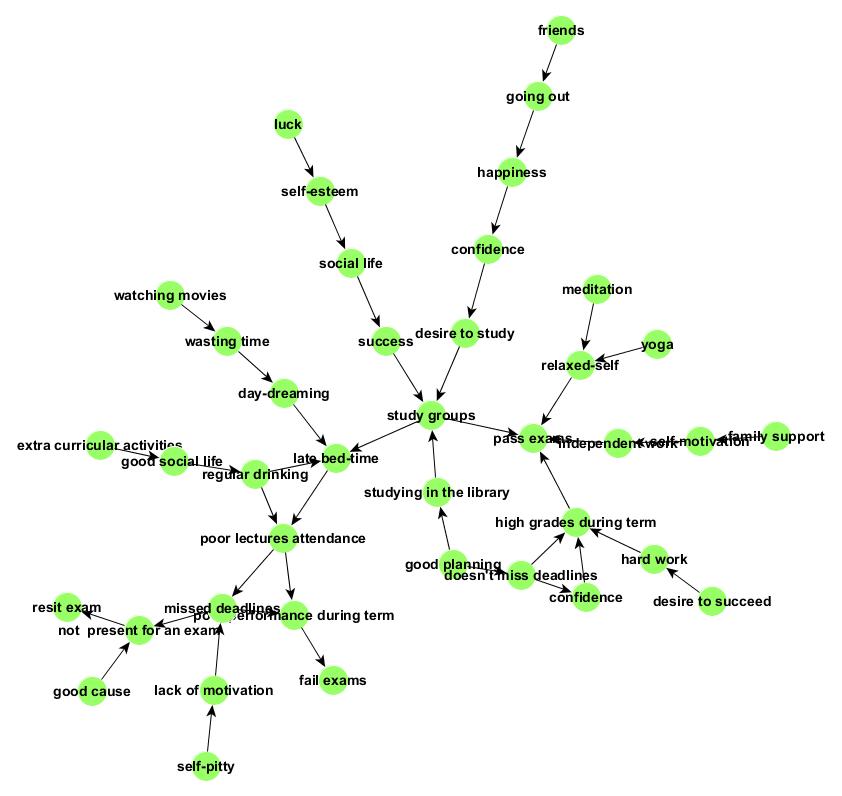 friends
going out
luck
happiness
self-esteem
confidence
social life
meditation
watching movies
desire to study
success
wasting time
yoga
relaxed-self
day-dreaming
study groups
family support
pass exams
independent work
self-motivation
extra curricular activities
good social life
late bed-time
regular drinking
studying in the library
high grades during term
poor lectures attendance
hard work
good planning
doesn't miss deadlines
confidence
desire to succeed
resit exam
missed deadlines
poor performance during term
not present for an exam
fail exams
good cause
lack of motivation
self-pitty